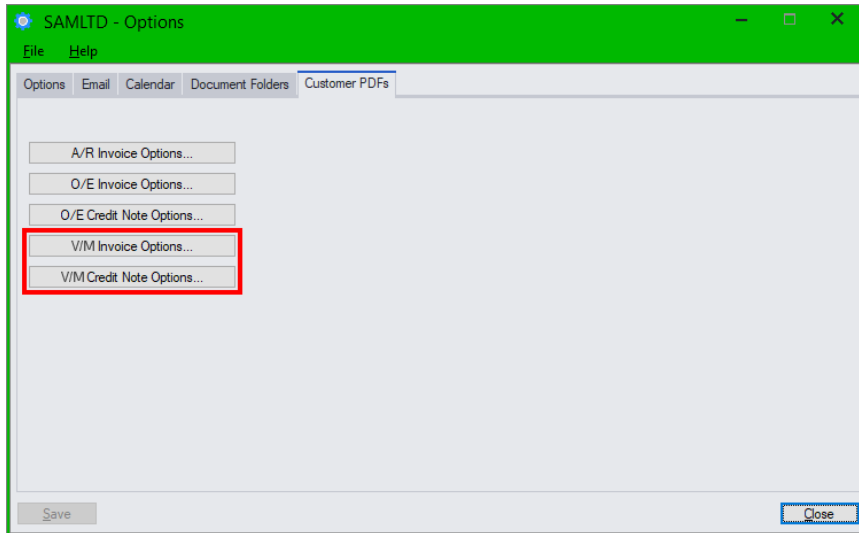 SAMLTD - Options
File Help
Options Email Calendar Document Folders Customer PDFs
A/R Invoice Options...
O/E Invoice Options...
O/E Credit Note Options...
V/M Invoice Options...
V/M Credit Note Options...
Save Close